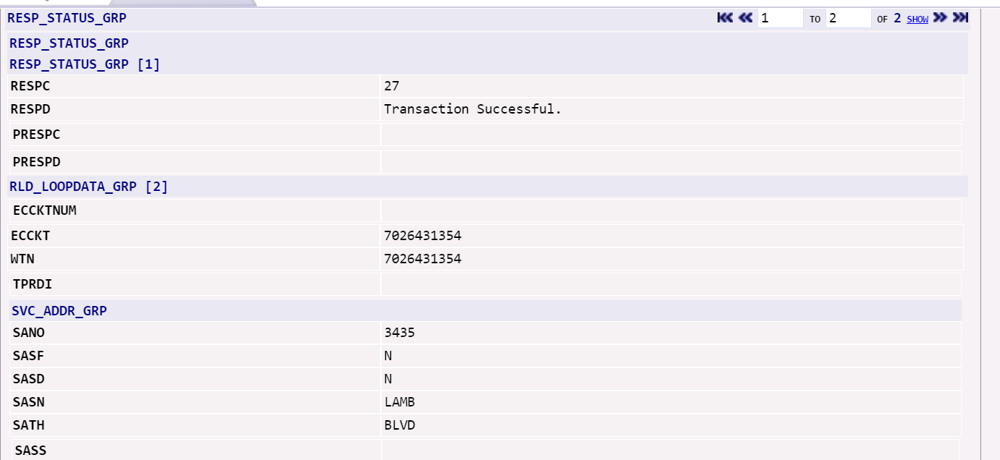 RESP_STATUS_GRP 1 TO 2 OF 2 SHOW
RESP_STATUS_GRP
RESP_STATUS_GRP [1]
RESPC 27
RESPD Transaction Successful.
PRESPC
PRESPD
RLD_LOOPDATA_GRP [2]
ECCKTNUM
ECCKT 7026431354
WTN 7026431354
TPRDI
SVC_ADDR_GRP
SANO 3435
SASF N
SASD N
SASN LAMB
SATH BLVD
SASS